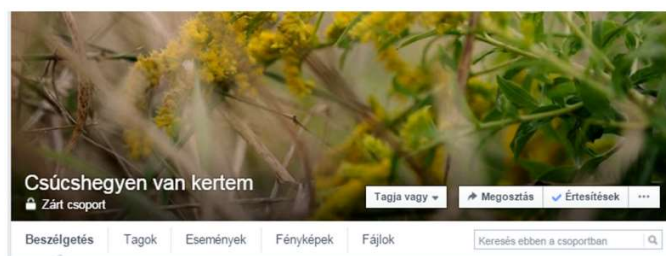 Csúcshegyen van kertem
Zárt csoport
Tagja vagy
Megosztás
Értesítések
Beszélgetés Tagok Események Fényképek Fájlok
Keresés ebben a csoportban